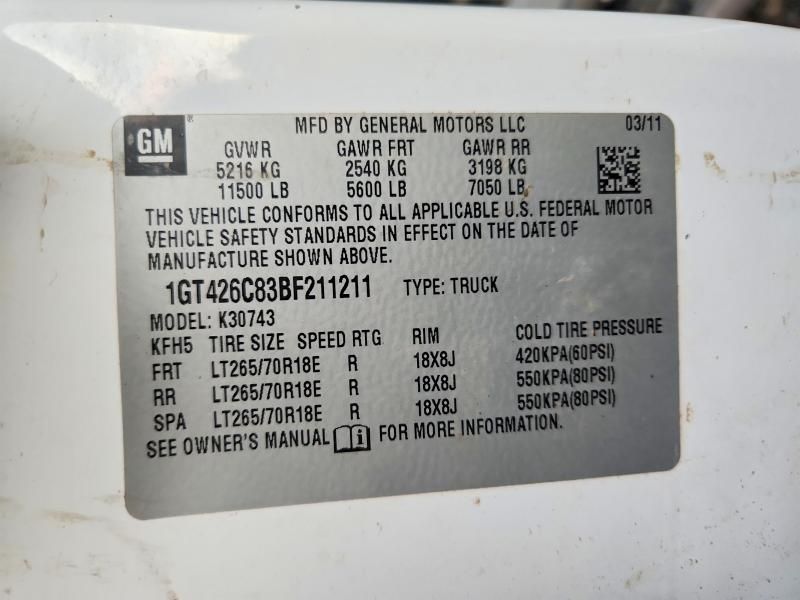 GM ® MFD BY GENERAL MOTORS LLC 03/11
GVWR GAWR FRT GAWR RR
5216 KG 2540 KG 3198 KG
11500 LB 5600 LB 7050 LB
THIS VEHICLE CONFORMS TO ALL APPLICABLE U.S. FEDERAL MOTOR
VEHICLE SAFETY STANDARDS IN EFFECT ON THE DATE OF
MANUFACTURE SHOWN ABOVE.
1GT426C83BF211211 TYPE: TRUCK
MODEL: K30743
KFH5 TIRE SIZE SPEED RTG RIM COLD TIRE PRESSURE
FRT LT265/70R18E R 18X8J 420KPA(60PSI)
RR LT265/70R18E R 18X8J 550KPA(80PSI)
SPA LT265/70R18E R 18X8J 550KPA(80PSI)
SEE OWNER'S MANUAL i FOR MORE INFORMATION.